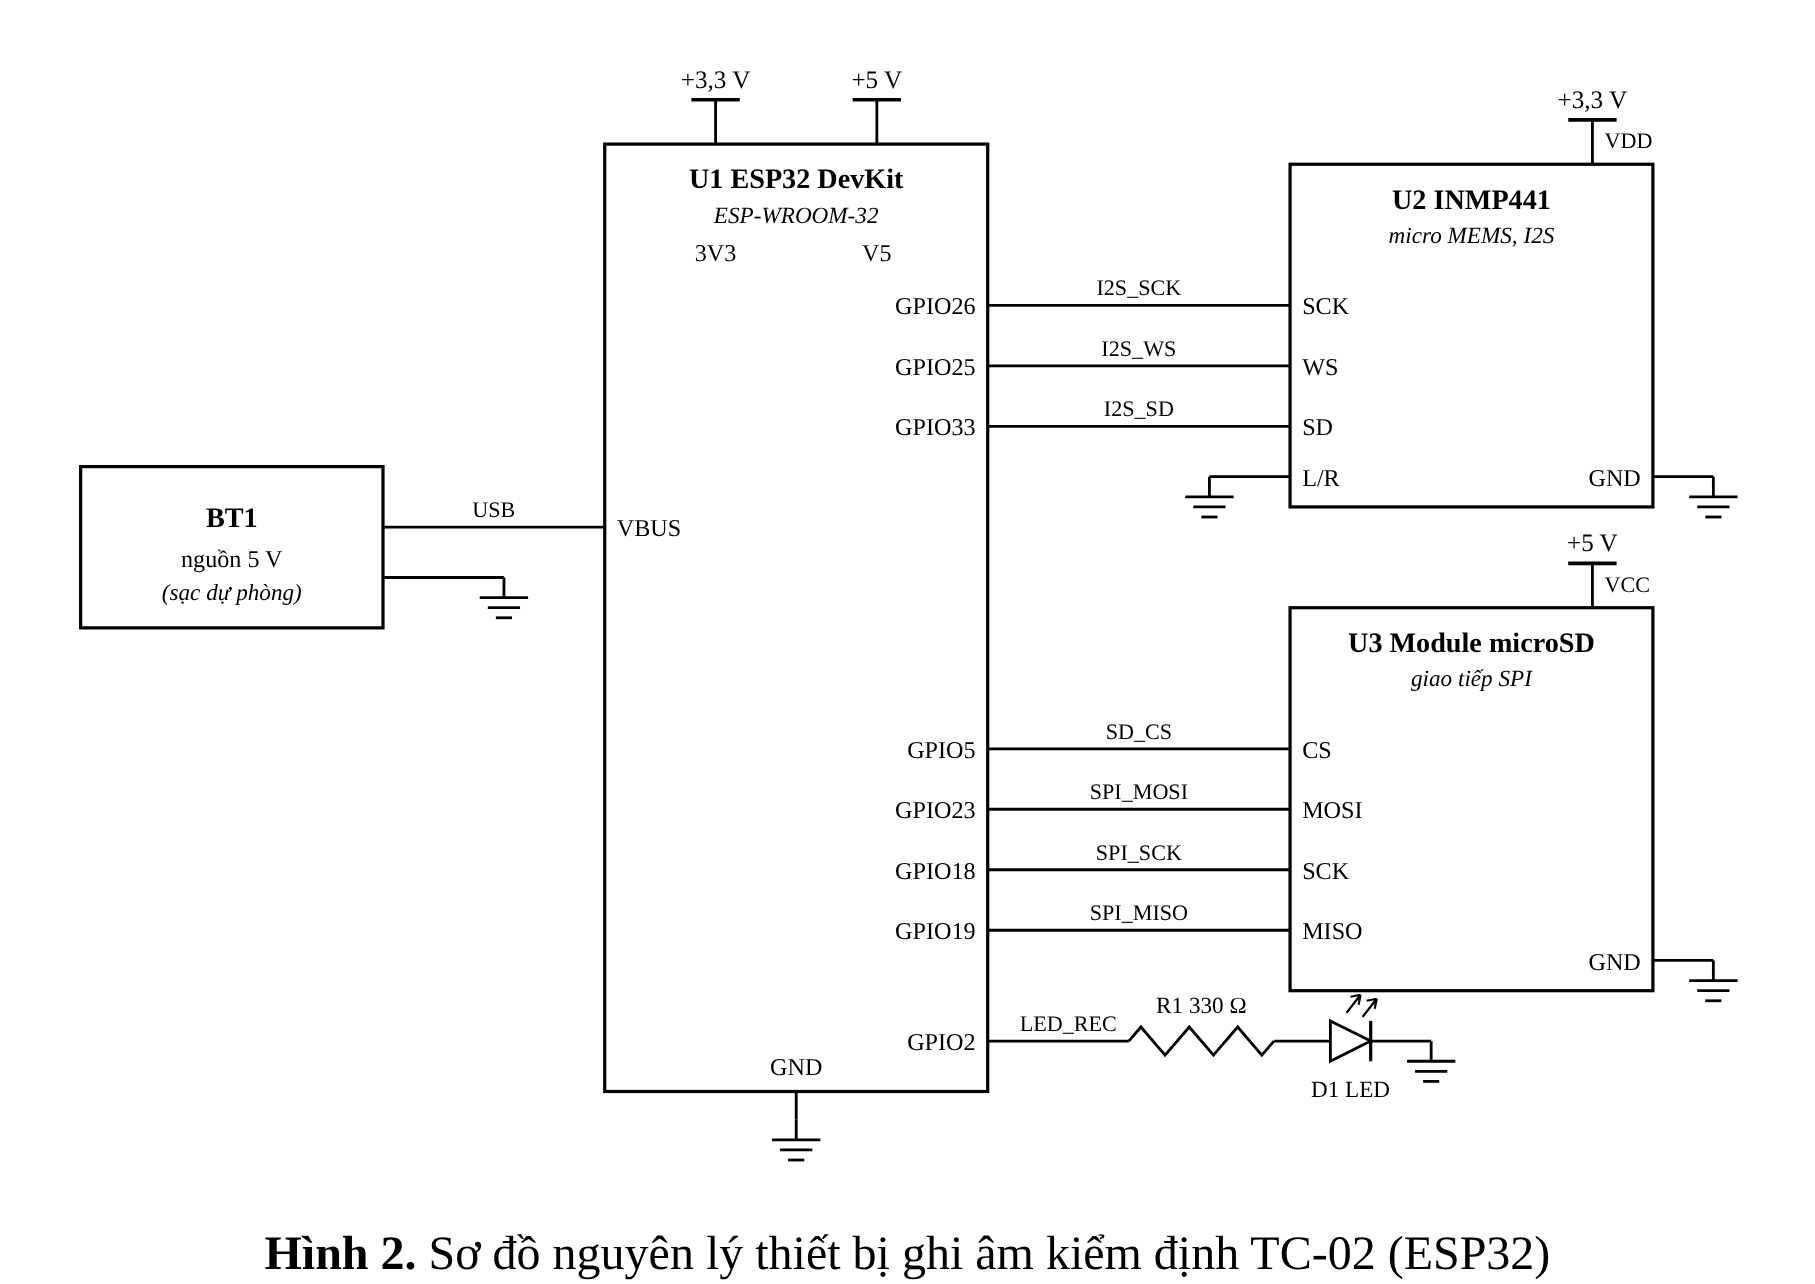 +3,3 V
+5 V
+3,3 V
VDD
U1 ESP32 DevKit
ESP-WROOM-32
3V3
V5
U2 INMP441
micro MEMS, I2S
GPIO26
I2S_SCK
SCK
GPIO25
I2S_WS
WS
GPIO33
I2S_SD
SD
L/R
GND
BT1
nguồn 5 V
(sạc dự phòng)
USB
VBUS
+5 V
VCC
U3 Module microSD
giao tiếp SPI
GPIO5
SD_CS
CS
GPIO23
SPI_MOSI
MOSI
GPIO18
SPI_SCK
SCK
GPIO19
SPI_MISO
MISO
GND
GPIO2
LED_REC
R1 330 Ω
D1 LED
GND
Hình 2. Sơ đồ nguyên lý thiết bị ghi âm kiểm định TC-02 (ESP32)